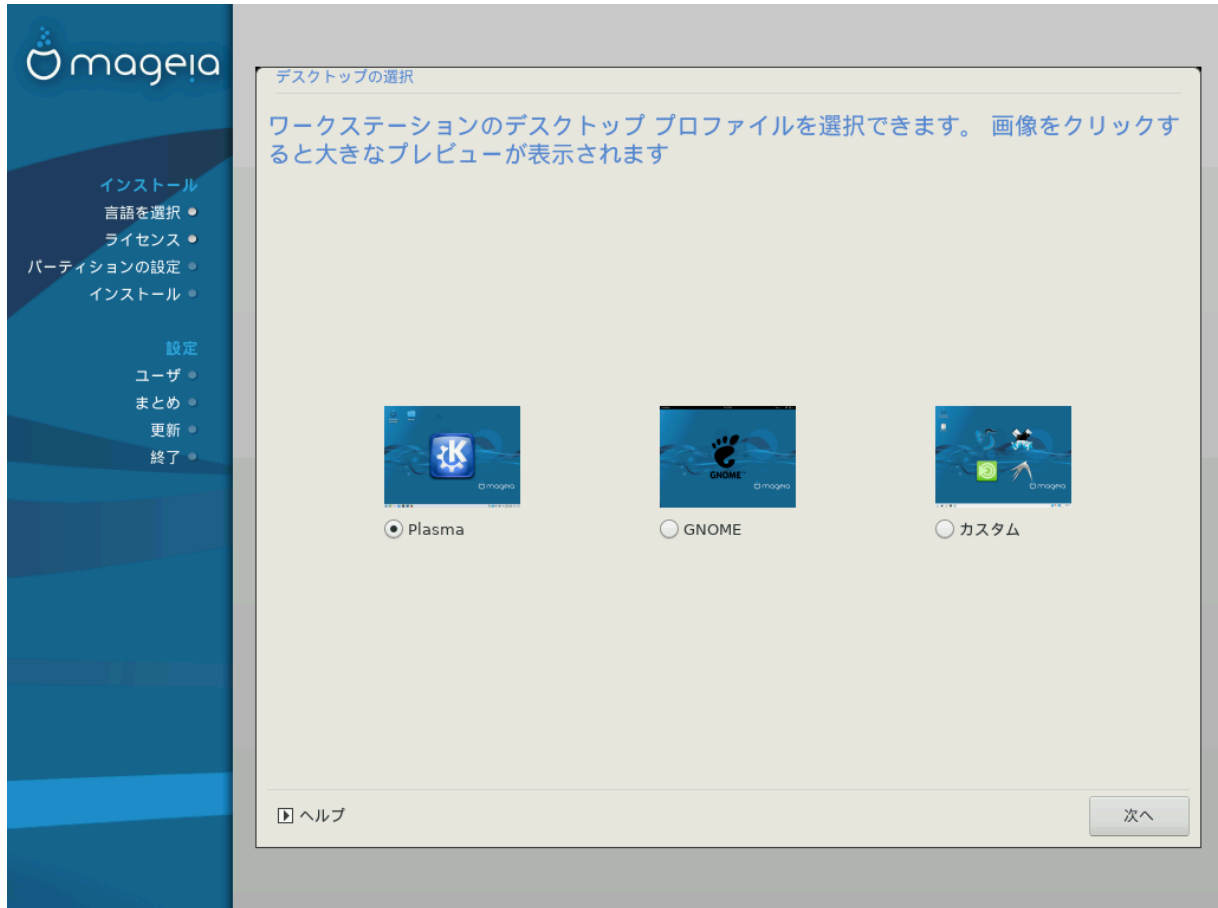 mageia
インストール
言語を選択
ライセンス
パーティションの設定
インストール
設定
ユーザ
まとめ
更新
終了
デスクトップの選択
ワークステーションのデスクトップ プロファイルを選択できます。 画像をクリックす
ると大きなプレビューが表示されます
mageia
GNOME
mageia
mageia
Plasma
GNOME
カスタム
ヘルプ
次へ